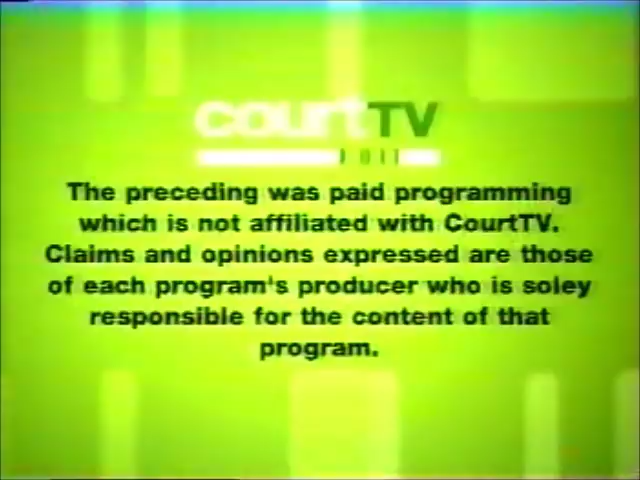 courtTV
The preceding was paid programming
which is not affiliated with CourtTV.
Claims and opinions expressed are those
of each program's producer who is soley
responsible for the content of that
program.